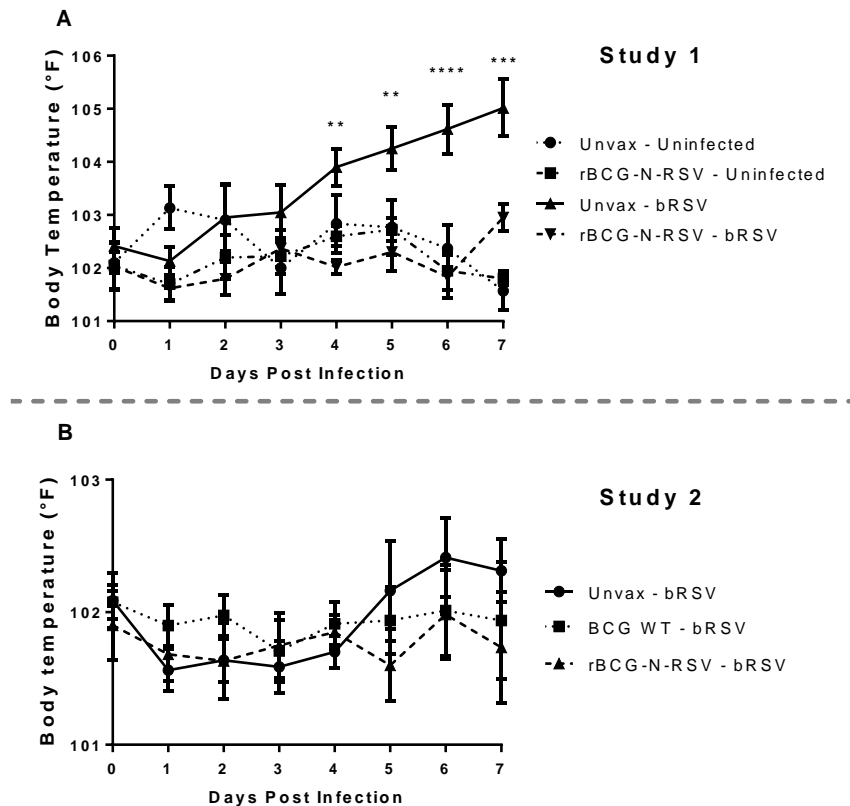 A
Study 1
Body Temperature (°F)
106
105
104
103
102
101
** ** **** ***
0 1 2 3 4 5 6 7
Days Post Infection
Unvax - Uninfected
rBCG-N-RSV - Uninfected
Unvax - bRSV
rBCG-N-RSV - bRSV
B
Study 2
Body temperature (°F)
103
102
101
0 1 2 3 4 5 6 7
Days Post Infection
Unvax - bRSV
BCG WT - bRSV
rBCG-N-RSV - bRSV